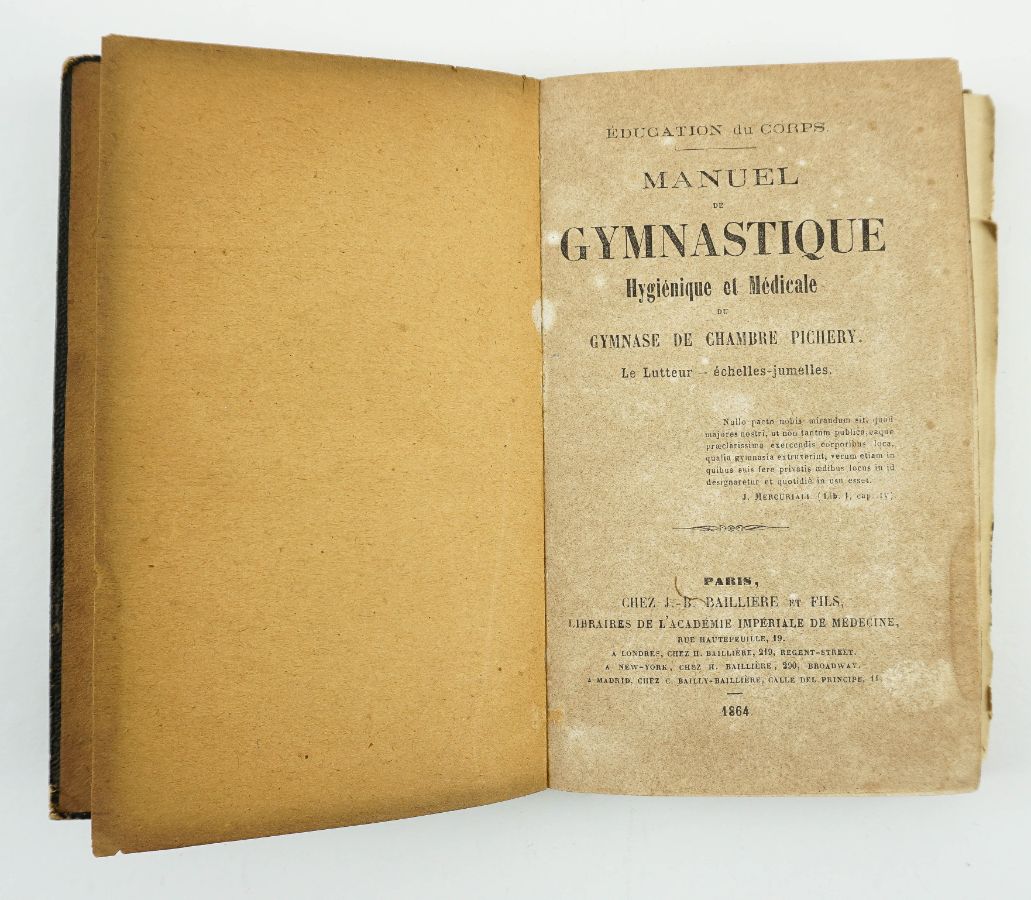 ÉDUCATION du CORPS.
MANUEL
DE
GYMNASTIQUE
Hygiénique et Médicale
DU
GYMNASE DE CHAMBRE PICHERY.
Le Lutteur — échelles-jumelles.
Nullo pacto nobis mirandum sit, quod
majores nostri, ut non tantum publica, eaque
præclarissima exercendis corporibus loca,
qualia gymnasia extruxerint, verum etiam in
quibus suis fere privatis ædibus locus in id
designaretur et quotidiè in usu esset.
J. MERCURIALI. (Lib. I, cap. IV)
PARIS,
CHEZ J.-B. BAILLIÈRE ET FILS,
LIBRAIRES DE L'ACADÉMIE IMPÉRIALE DE MÉDECINE,
RUE HAUTEFEUILLE, 19.
A LONDRES, CHEZ H. BAILLIÈRE, 219, REGENT-STREET.
A NEW-YORK, CHEZ H. BAILLIÈRE, 290, BROADWAY.
A MADRID, CHEZ C. BAILLY-BAILLIÈRE, CALLE DEL PRINCIPE, 11.
1864